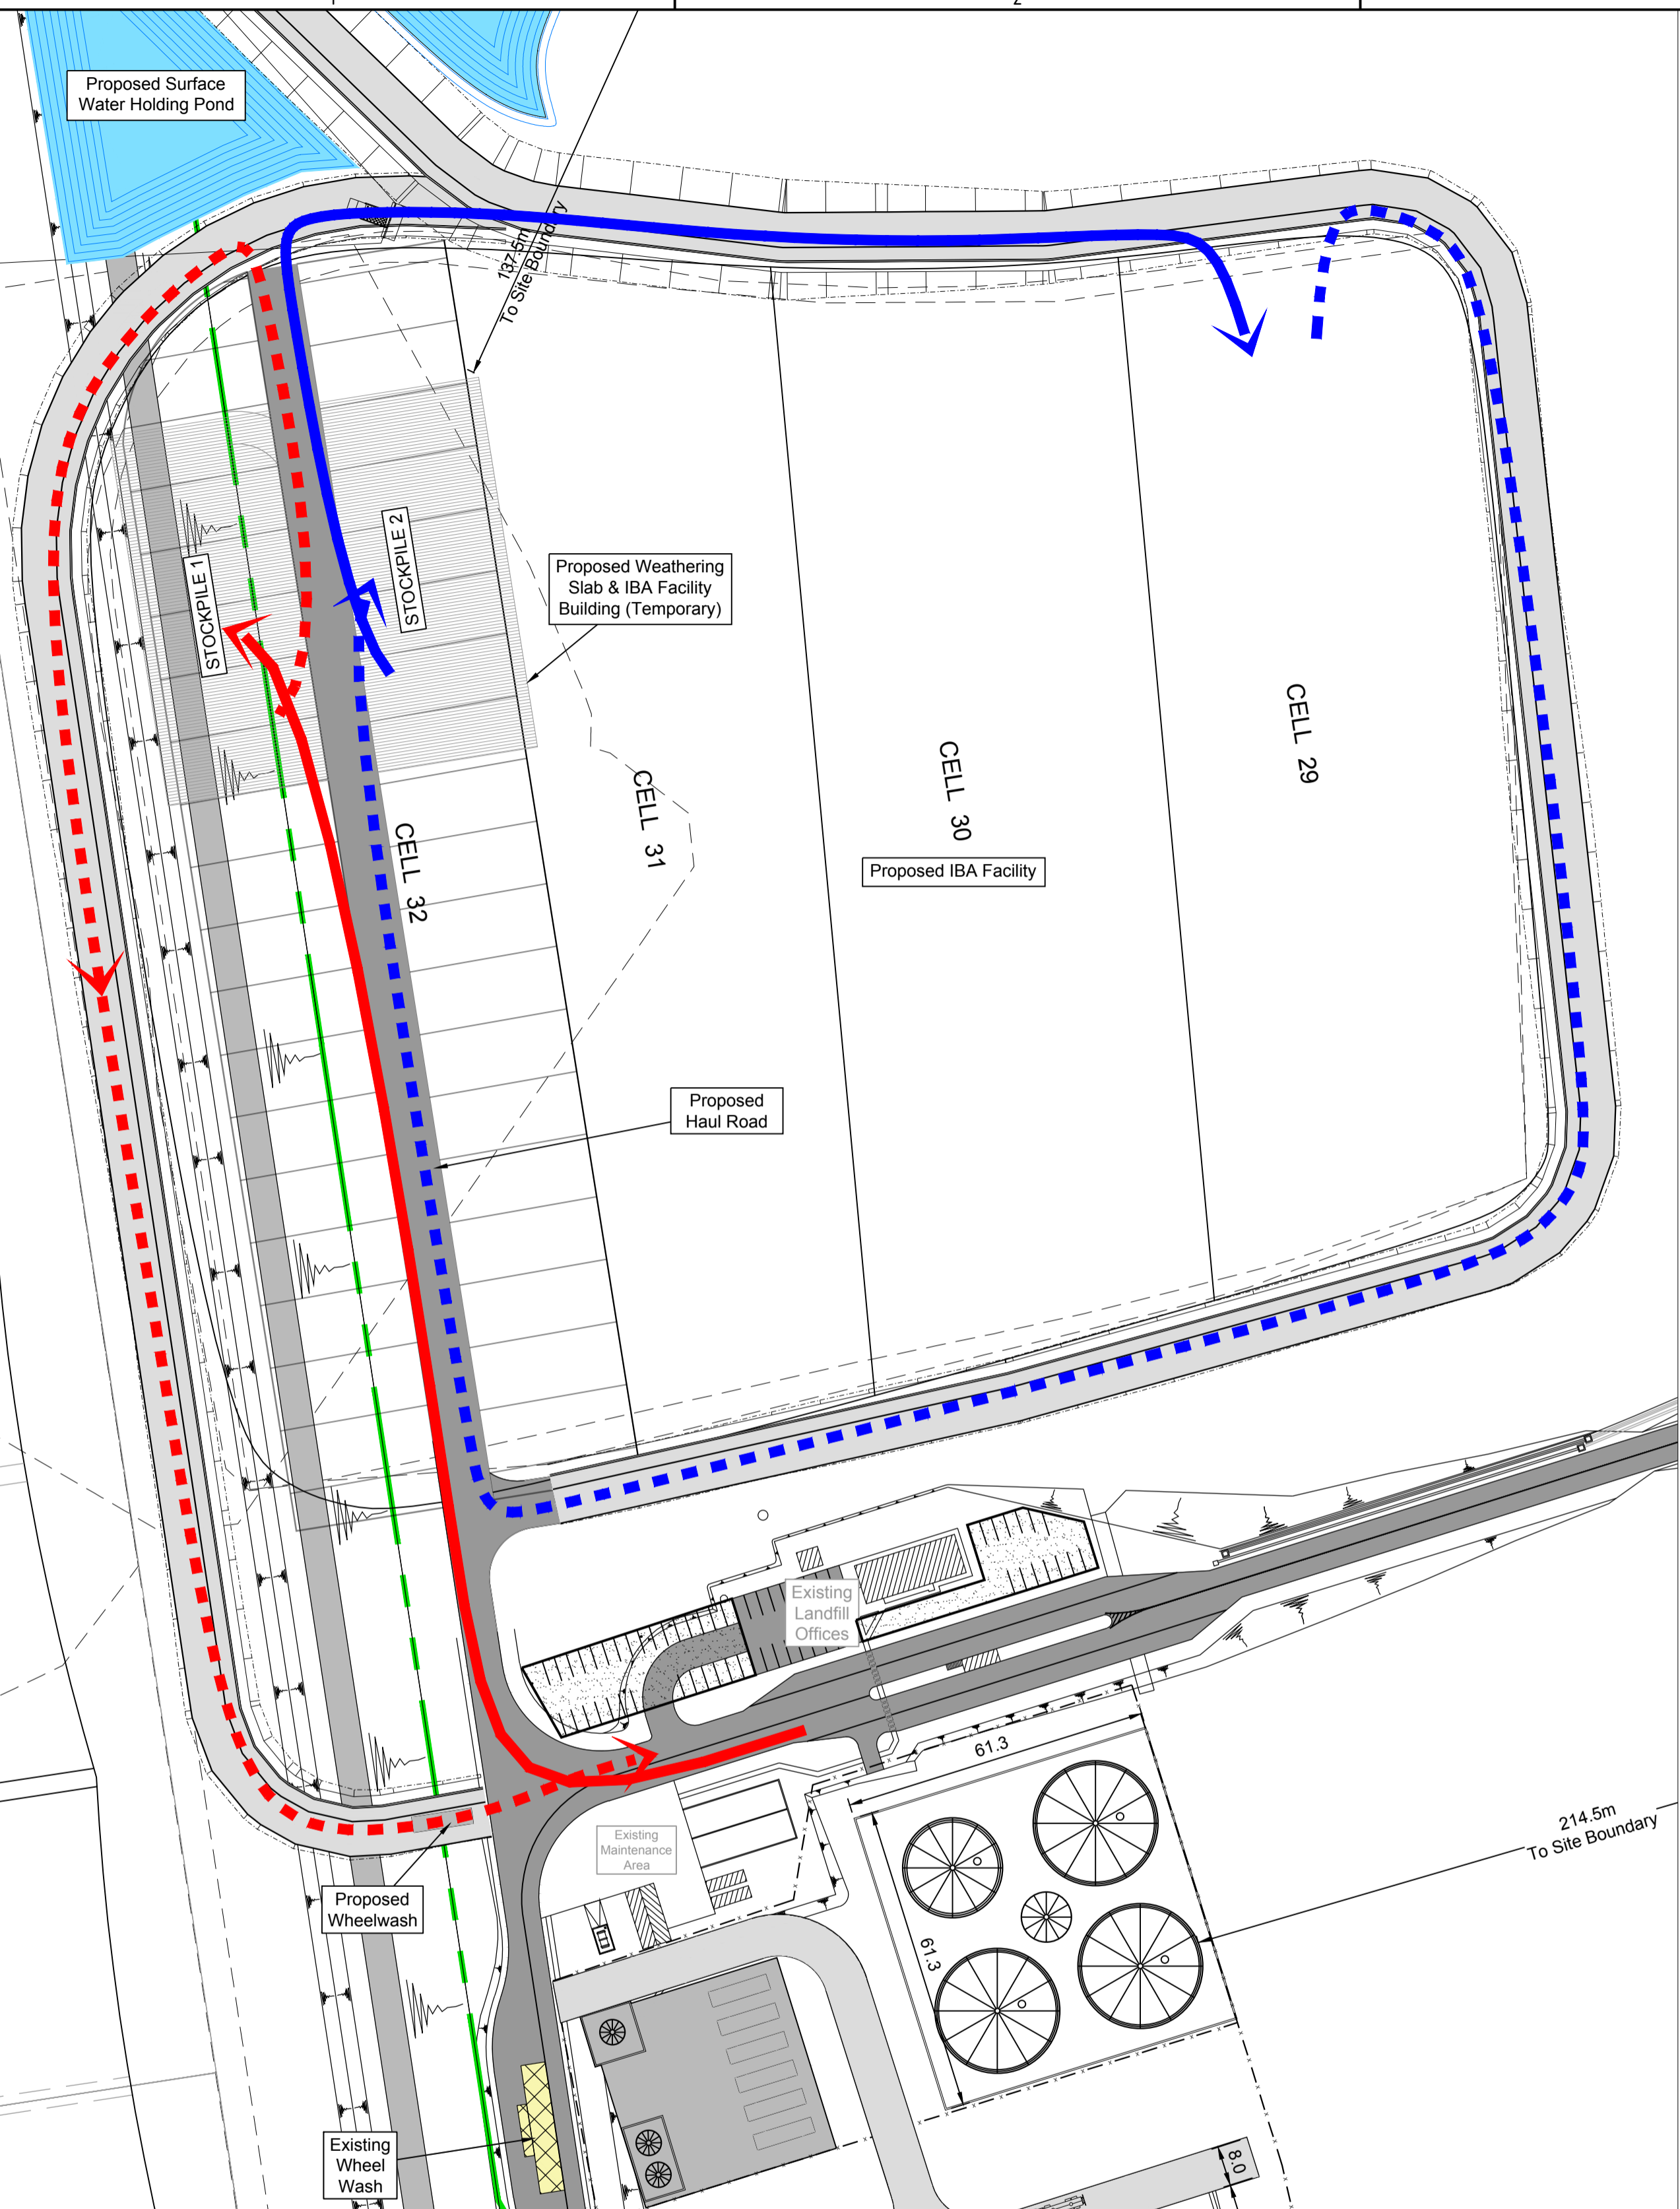 2
Proposed Surface
Water Holding Pond
137.5m
To Site Boundary
STOCKPILE 1
STOCKPILE 2
Proposed Weathering
Slab & IBA Facility
Building (Temporary)
CELL 29
CELL 30
CELL 31
CELL 32
Proposed IBA Facility
Proposed
Haul Road
Existing
Landfill
Offices
61.3
61.3
214.5m
To Site Boundary
Existing
Maintenance
Area
Proposed
Wheelwash
Existing
Wheel
Wash
8.0